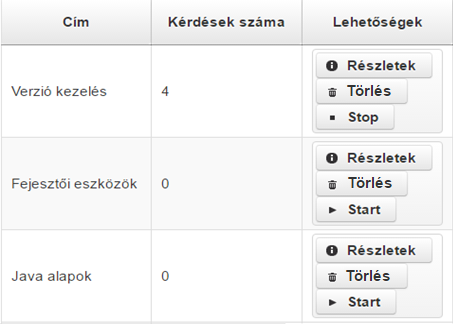 Cím Kérdések száma Lehetőségek
Részletek
Verzió kezelés 4 Törlés
Stop
Részletek
Fejesztői eszközök 0 Törlés
Start
Részletek
Java alapok 0 Törlés
Start